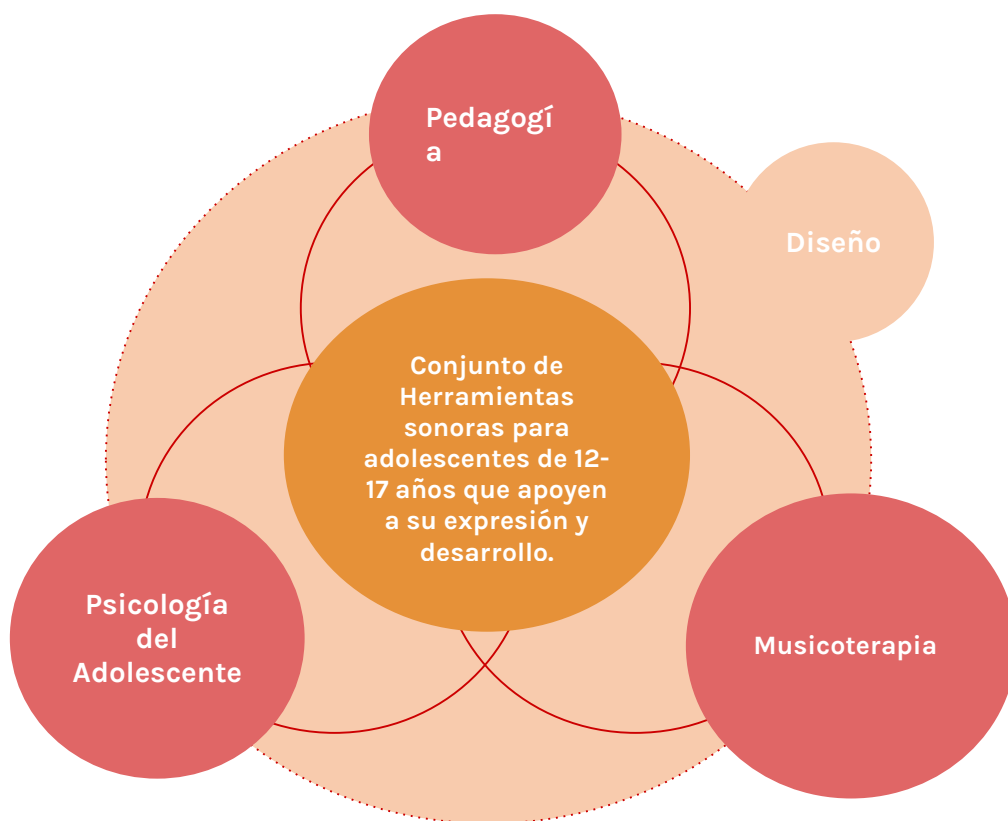 Pedagogí
a
Diseño
Conjunto de
Herramientas
sonoras para
adolescentes de 12-
17 años que apoyen
a su expresión y
desarrollo.
Psicología
del
Adolescente
Musicoterapia